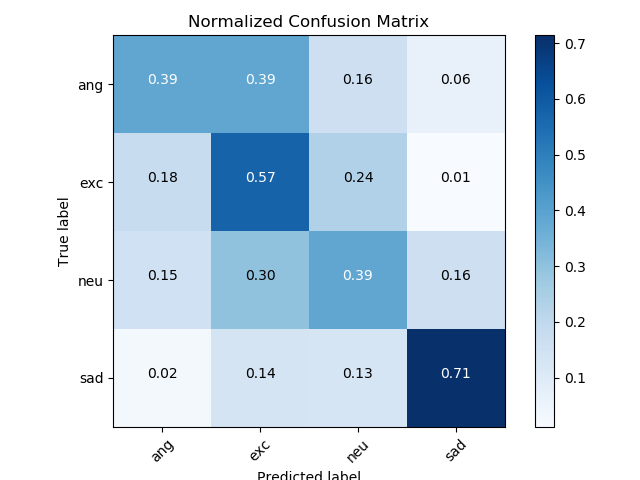 Normalized Confusion Matrix
True label
ang 0.39 0.39 0.16 0.06
exc 0.18 0.57 0.24 0.01
neu 0.15 0.30 0.39 0.16
sad 0.02 0.14 0.13 0.71
ang exc neu sad
Predicted label
0.7
0.6
0.5
0.4
0.3
0.2
0.1